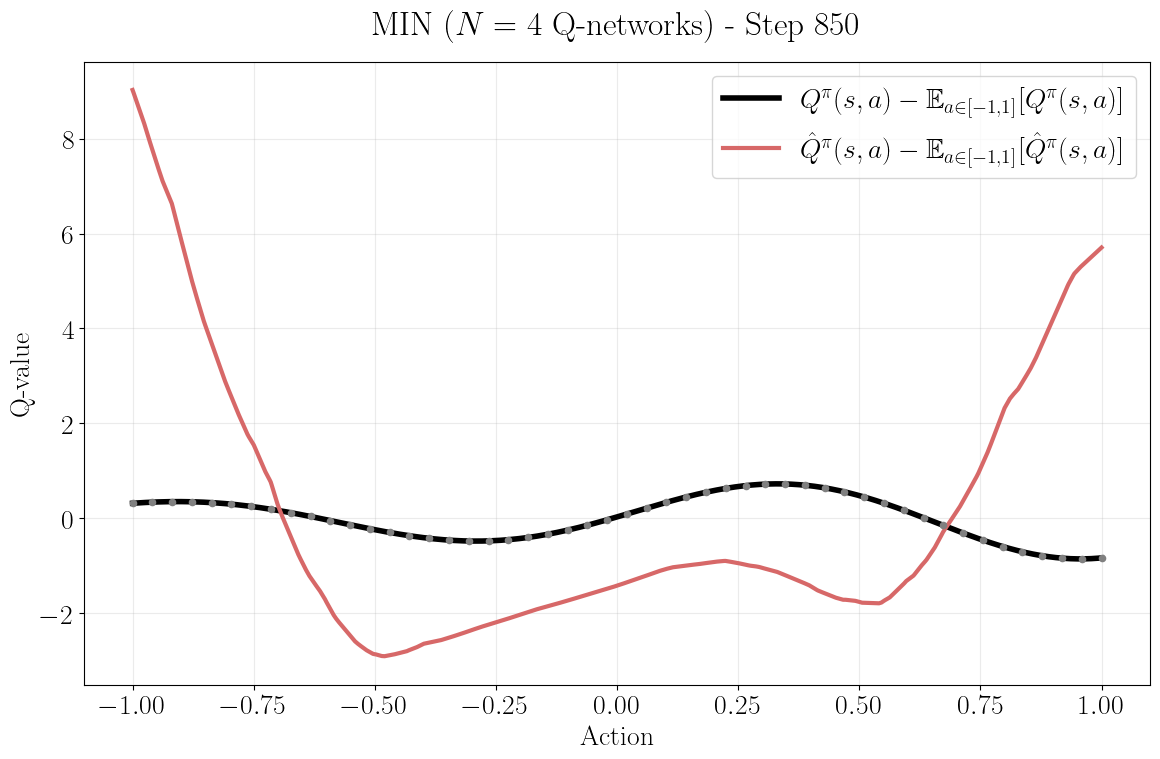 MIN (N = 4 Q-networks) - Step 850
Q^π(s, a) − 𝔼_{a∈[−1,1]}[Q^π(s, a)]
Q̂^π(s, a) − 𝔼_{a∈[−1,1]}[Q̂^π(s, a)]
Q-value
8
6
4
2
0
−2
−1.00 −0.75 −0.50 −0.25 0.00 0.25 0.50 0.75 1.00
Action